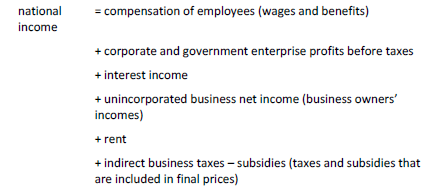 national = compensation of employees (wages and benefits)
income
+ corporate and government enterprise profits before taxes
+ interest income
+ unincorporated business net income (business owners’
incomes)
+ rent
+ indirect business taxes – subsidies (taxes and subsidies that
are included in final prices)